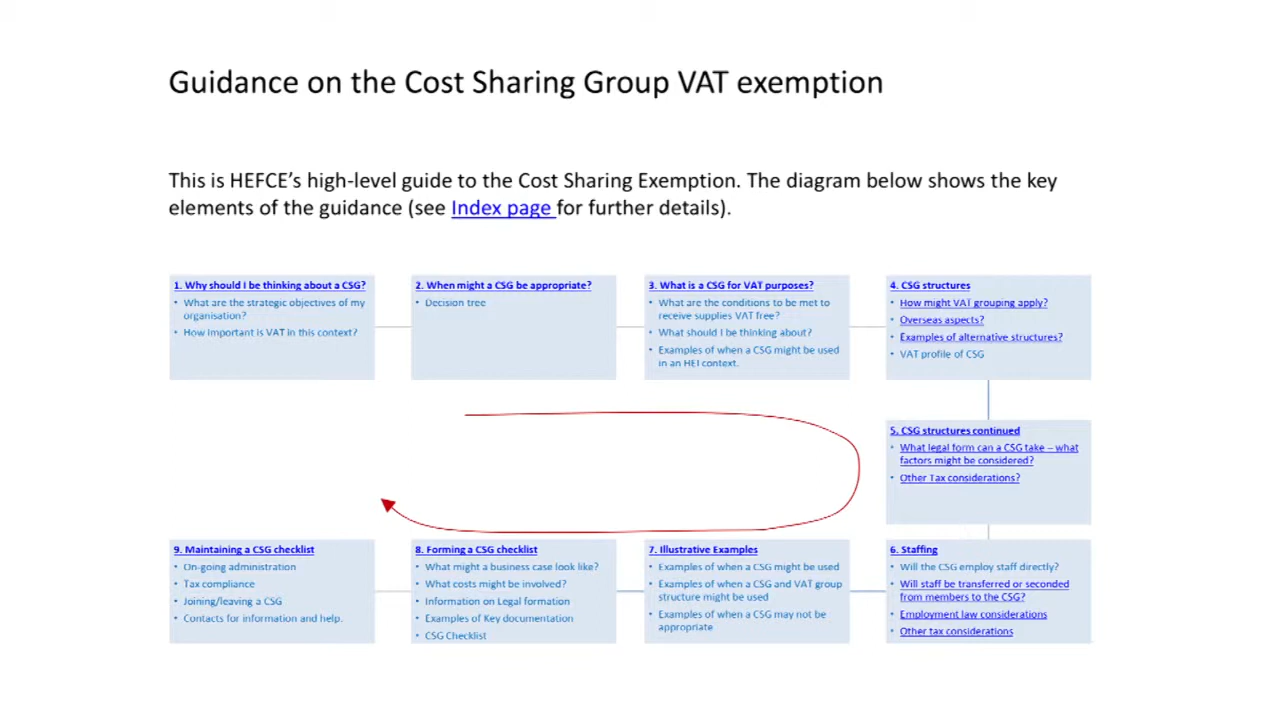 Guidance on the Cost Sharing Group VAT exemption
This is HEFCE's high-level guide to the Cost Sharing Exemption. The diagram below shows the key
elements of the guidance (see Index page for further details).
1. Why should I be thinking about a CSG?
• What are the strategic objectives of my
organisation?
• How important is VAT in this context?
2. When might a CSG be appropriate?
• Decision tree
3. What is a CSG for VAT purposes?
• What are the conditions to be met to
receive supplies VAT free?
• What should I be thinking about?
• Examples of when a CSG might be used
in an HEI context.
4. CSG structures
• How might VAT grouping apply?
• Overseas aspects?
• Examples of alternative structures?
• VAT profile of CSG
5. CSG structures continued
• What legal form can a CSG take – what
factors might be considered?
• Other Tax considerations?
6. Staffing
• Will the CSG employ staff directly?
• Will staff be transferred or seconded
from members to the CSG?
• Employment law considerations
• Other tax considerations
7. Illustrative Examples
• Examples of when a CSG might be used
• Examples of when a CSG and VAT group
structure might be used
• Examples of when a CSG may not be
appropriate
8. Forming a CSG checklist
• What might a business case look like?
• What costs might be involved?
• Information on Legal formation
• Examples of Key documentation
• CSG Checklist
9. Maintaining a CSG checklist
• On-going administration
• Tax compliance
• Joining/leaving a CSG
• Contacts for information and help.